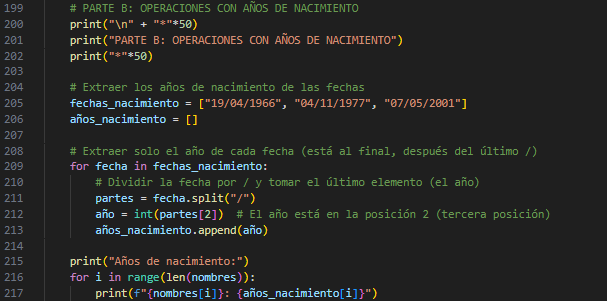 199 # PARTE B: OPERACIONES CON AÑOS DE NACIMIENTO
200 print("\n" + "*"*50)
201 print("PARTE B: OPERACIONES CON AÑOS DE NACIMIENTO")
202 print("*"*50)
203
204 # Extraer los años de nacimiento de las fechas
205 fechas_nacimiento = ["19/04/1966", "04/11/1977", "07/05/2001"]
206 años_nacimiento = []
207
208 # Extraer solo el año de cada fecha (está al final, después del último /)
209 for fecha in fechas_nacimiento:
210     # Dividir la fecha por / y tomar el último elemento (el año)
211     partes = fecha.split("/")
212     año = int(partes[2])  # El año está en la posición 2 (tercera posición)
213     años_nacimiento.append(año)
214
215 print("Años de nacimiento:")
216 for i in range(len(nombres)):
217     print(f"{nombres[i]}: {años_nacimiento[i]}")